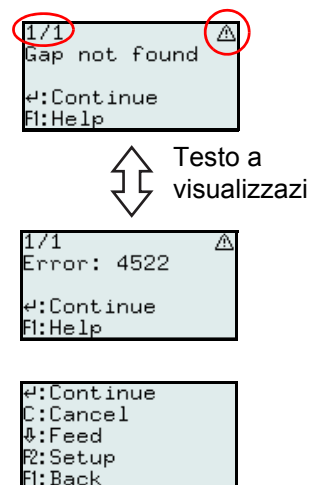 1/1 ⚠
Gap not found
↵:Continue
F1:Help
Testo a
visualizzazi
1/1 ⚠
Error: 4522
↵:Continue
F1:Help
↵:Continue
C:Cancel
⇩:Feed
F2:Setup
F1:Back